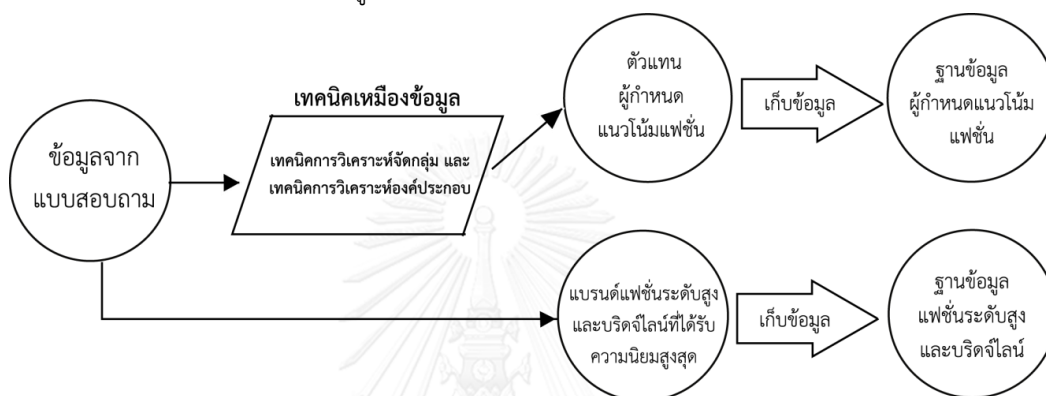 ข้อมูลจาก
แบบสอบถาม
เทคนิคเหมืองข้อมูล
เทคนิคการวิเคราะห์จัดกลุ่ม และ
เทคนิคการวิเคราะห์องค์ประกอบ
ตัวแทน
ผู้กำหนด
แนวโน้มแฟชั่น
เก็บข้อมูล
ฐานข้อมูล
ผู้กำหนดแนวโน้ม
แฟชั่น
แบรนด์แฟชั่นระดับสูง
และบริดจ์ไลน์ที่ได้รับ
ความนิยมสูงสุด
เก็บข้อมูล
ฐานข้อมูล
แฟชั่นระดับสูง
และบริดจ์ไลน์